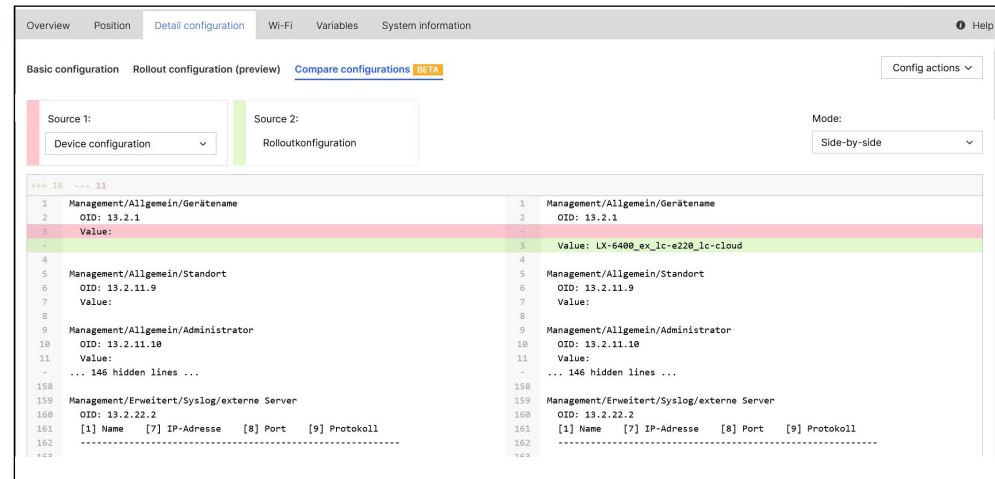 Overview Position Detail configuration Wi-Fi Variables System information Help
Basic configuration Rollout configuration (preview) Compare configurations BETA Config actions
Source 1: Source 2: Mode:
Device configuration Rolloutkonfiguration Side-by-side
+++ 16 --- 11
1 Management/Allgemein/Gerätename 1 Management/Allgemein/Gerätename
2 OID: 13.2.1 2 OID: 13.2.1
3 Value: -
- 3 Value: LX-6400_ex_lc-e220_lc-cloud
4 4
5 Management/Allgemein/Standort 5 Management/Allgemein/Standort
6 OID: 13.2.11.9 6 OID: 13.2.11.9
7 Value: 7 Value:
8 8
9 Management/Allgemein/Administrator 9 Management/Allgemein/Administrator
10 OID: 13.2.11.10 10 OID: 13.2.11.10
11 Value: 11 Value:
- ... 146 hidden lines ... - ... 146 hidden lines ...
158 158
159 Management/Erweitert/Syslog/externe Server 159 Management/Erweitert/Syslog/externe Server
160 OID: 13.2.22.2 160 OID: 13.2.22.2
161 [1] Name [7] IP-Adresse [8] Port [9] Protokoll 161 [1] Name [7] IP-Adresse [8] Port [9] Protokoll
162 ---------------------------------------------------------- 162 ----------------------------------------------------------